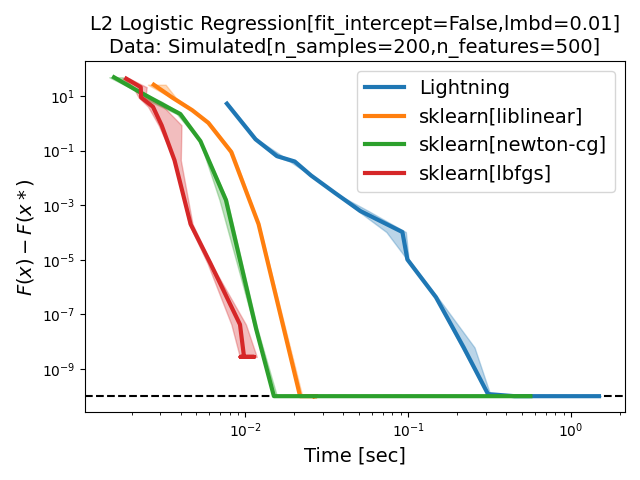 L2 Logistic Regression[fit_intercept=False,lmbd=0.01]
Data: Simulated[n_samples=200,n_features=500]
Lightning
sklearn[liblinear]
sklearn[newton-cg]
sklearn[lbfgs]
F(x) − F(x*)
10¹
10⁻¹
10⁻³
10⁻⁵
10⁻⁷
10⁻⁹
10⁻²
10⁻¹
10⁰
Time [sec]